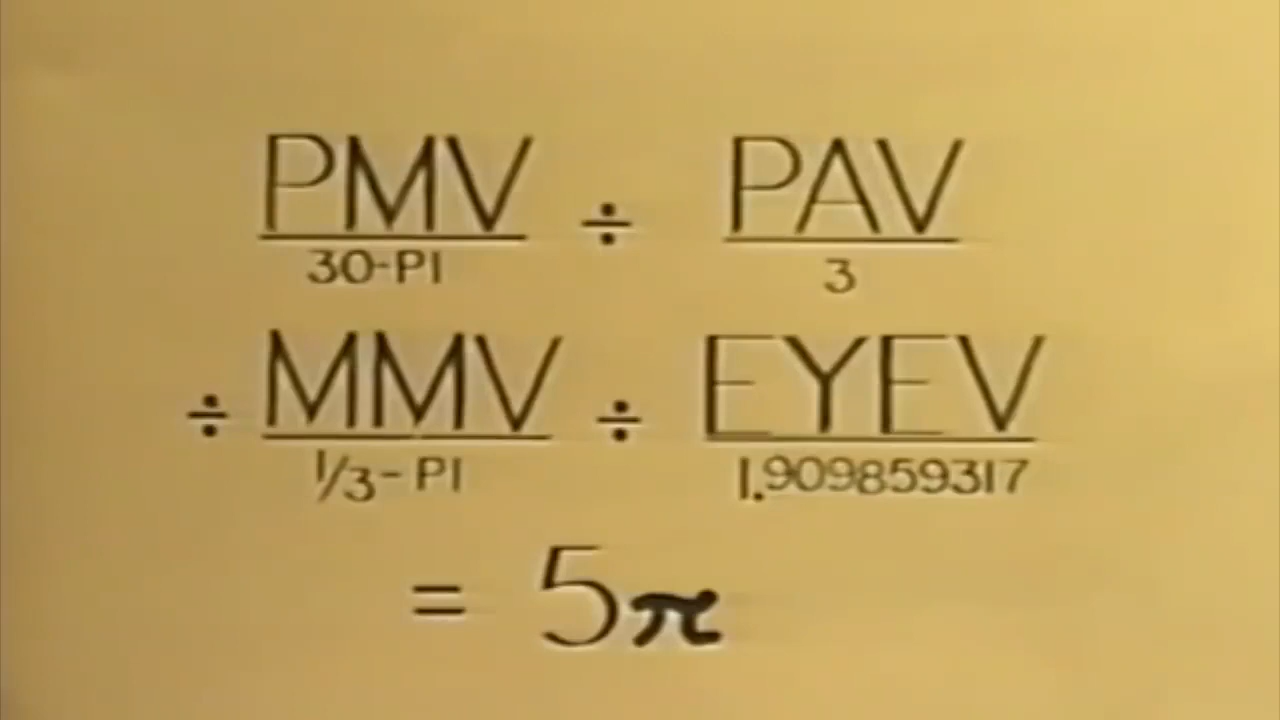 PMV ÷ PAV
30-PI 3
÷ MMV ÷ EYEV
1/3-PI 1.909859317
= 5π